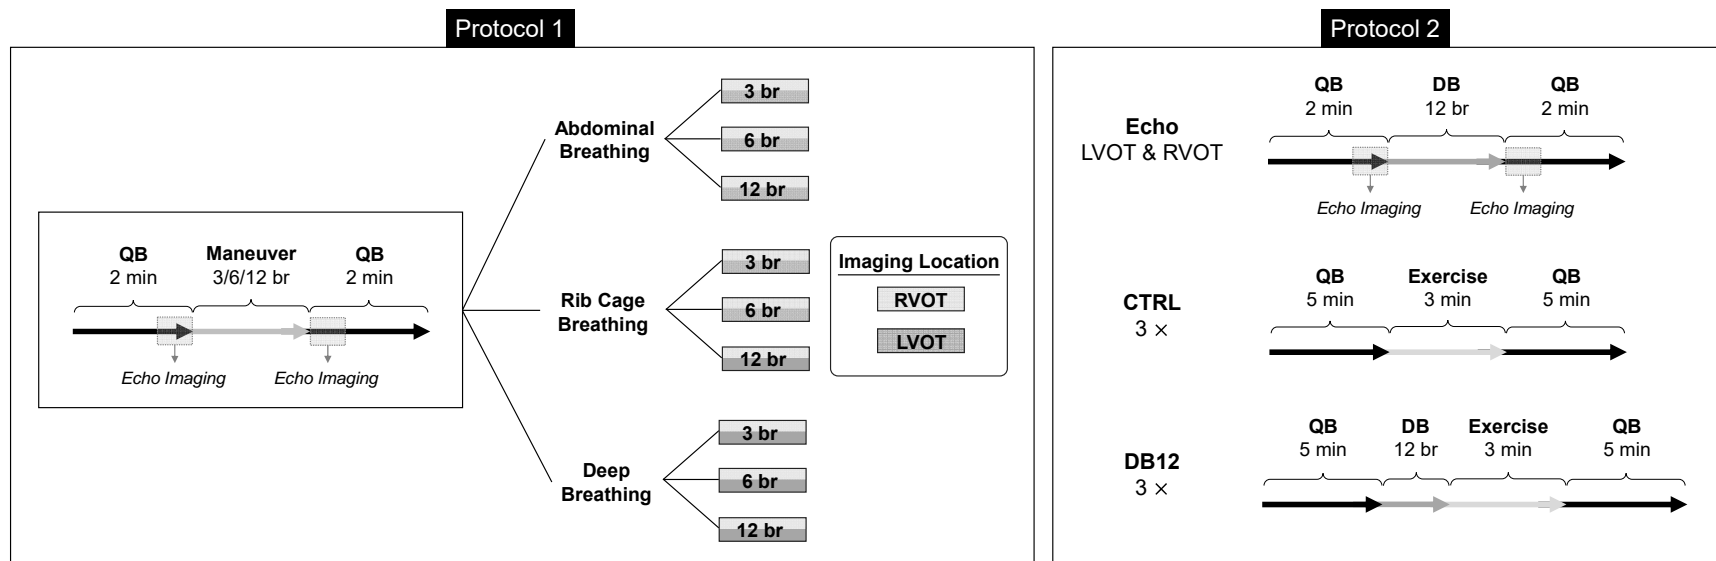 Protocol 1
QB
2 min
Maneuver
3/6/12 br
QB
2 min
Echo Imaging
Echo Imaging
Abdominal
Breathing
3 br
6 br
12 br
Rib Cage
Breathing
3 br
6 br
12 br
Deep
Breathing
3 br
6 br
12 br
Imaging Location
RVOT
LVOT
Protocol 2
Echo
LVOT & RVOT
QB
2 min
DB
12 br
QB
2 min
Echo Imaging
Echo Imaging
CTRL
3 ×
QB
5 min
Exercise
3 min
QB
5 min
DB12
3 ×
QB
5 min
DB
12 br
Exercise
3 min
QB
5 min